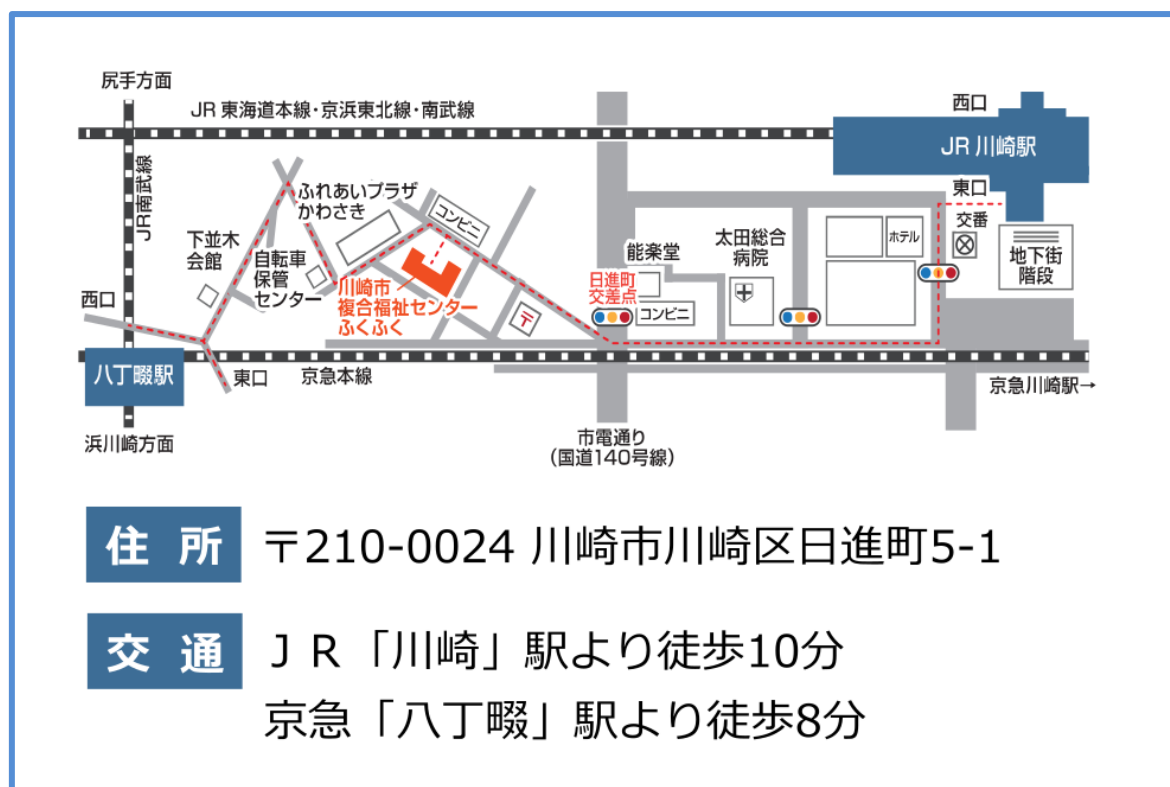 尻手方面
JR 東海道本線・京浜東北線・南武線
西口
JR 川崎駅
東口
JR南武線
ふれあいプラザ
かわさき
コンビニ
交番
下並木
会館
自転車
保管
センター
能楽堂
太田総合
病院
ホテル
地下街
階段
川崎市
複合福祉センター
ふくふく
日進町
交差点
コンビニ
〒
西口
八丁畷駅
東口
京急本線
京急川崎駅→
浜川崎方面
市電通り
(国道140号線)
住 所
〒210-0024 川崎市川崎区日進町5-1
交 通
JR「川崎」駅より徒歩10分
京急「八丁畷」駅より徒歩8分